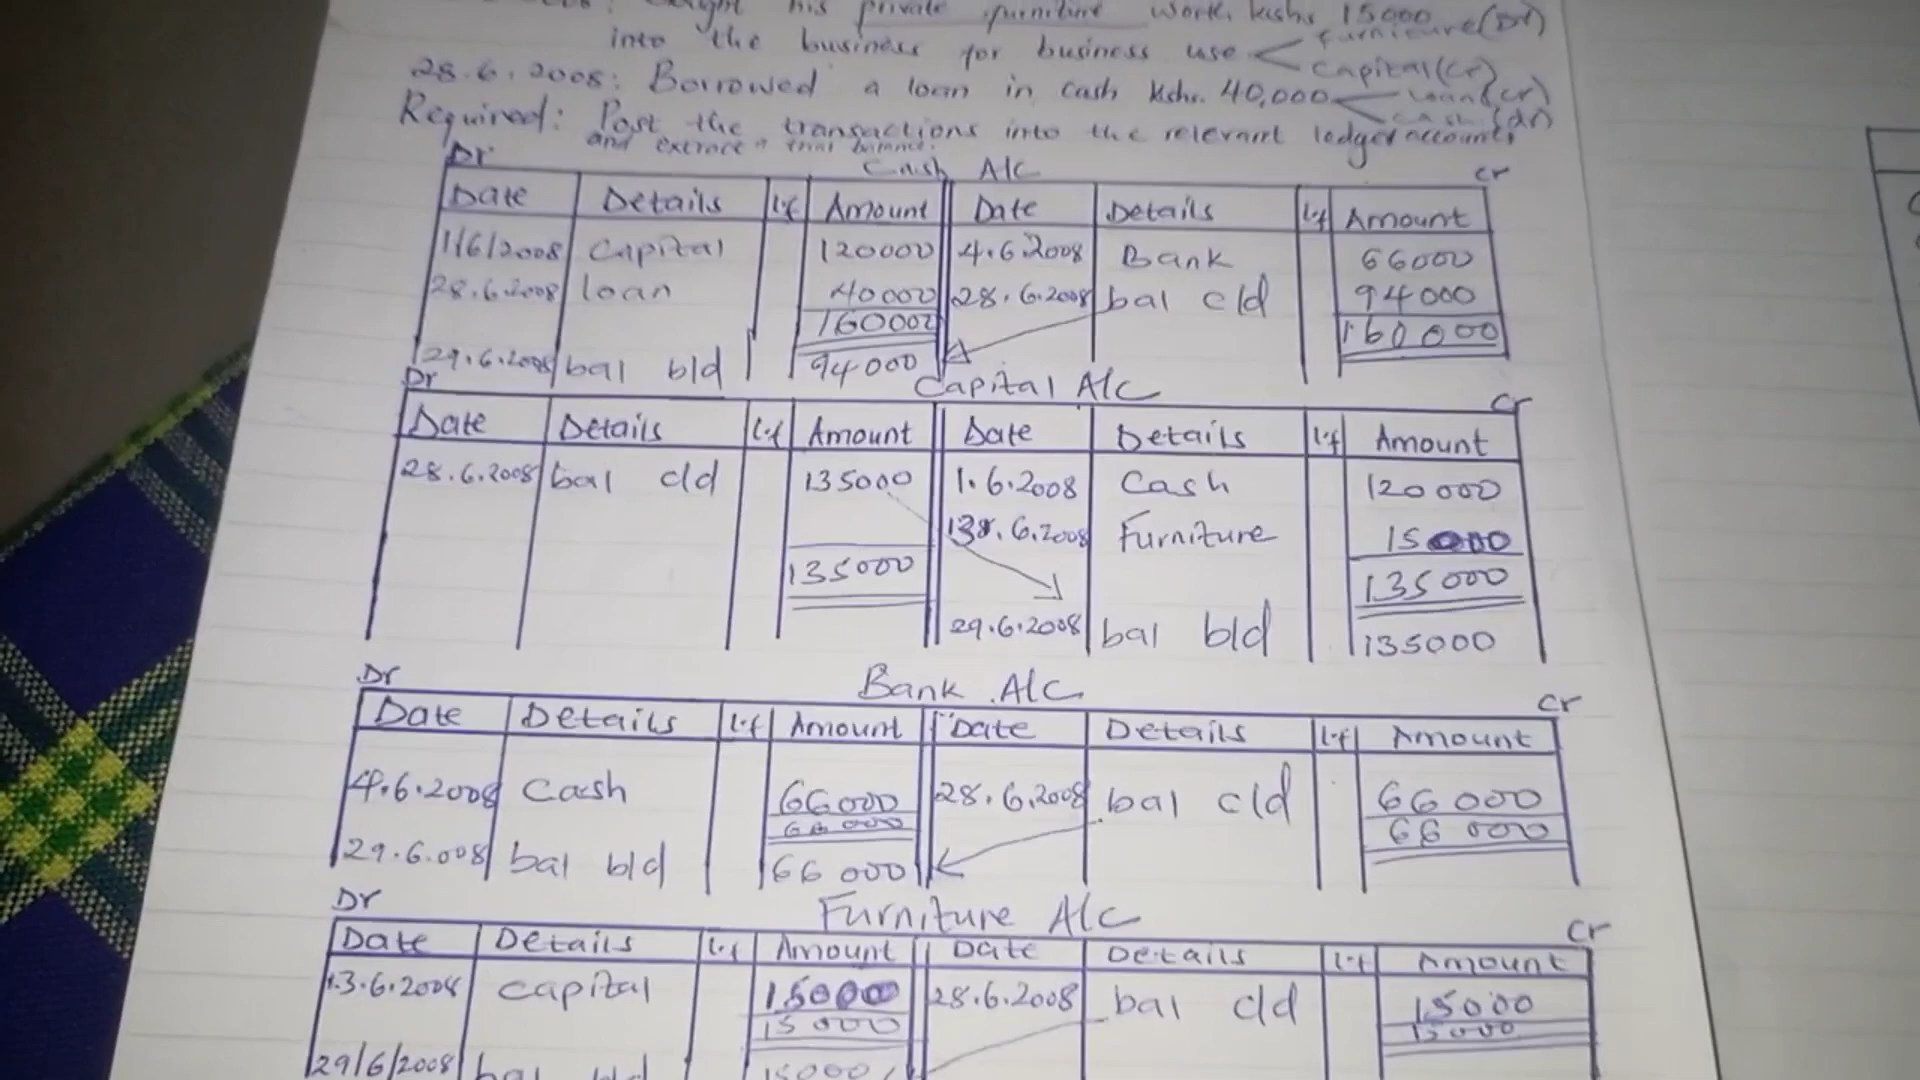 his private furniture worth kshs 15000 furniture(Dr)
into the business for business use capital(cr)
28.6.2008: Borrowed a loan in cash kshs. 40,000 loan(cr)
cash (dr)
Required: Post the transactions into the relevant ledger accounts
and extract a trial balance.
Dr Cash A/C cr
Date Details l.f Amount Date Details l.f Amount
1/6/2008 Capital 120000 4.6.2008 Bank 66000
28.6.2008 loan 40000 28.6.2008 bal c/d 94000
160000 160000
29.6.2008 bal b/d 94000
Dr Capital A/C cr
Date Details l.f Amount Date Details l.f Amount
28.6.2008 bal c/d 135000 1.6.2008 Cash 120000
Furniture 15000
135000 135000
29.6.2008 bal b/d 135000
Dr Bank A/C cr
Date Details l.f Amount Date Details l.f Amount
4.6.2008 Cash 66000 28.6.2008 bal c/d 66000
66000 66000
29.6.008 bal b/d 66000
Dr Furniture A/C cr
Date Details l.f Amount Date Details l.f Amount
13.6.2008 capital 15000 28.6.2008 bal c/d 15000
15000 15000
29/6/2008 bal b/d 15000